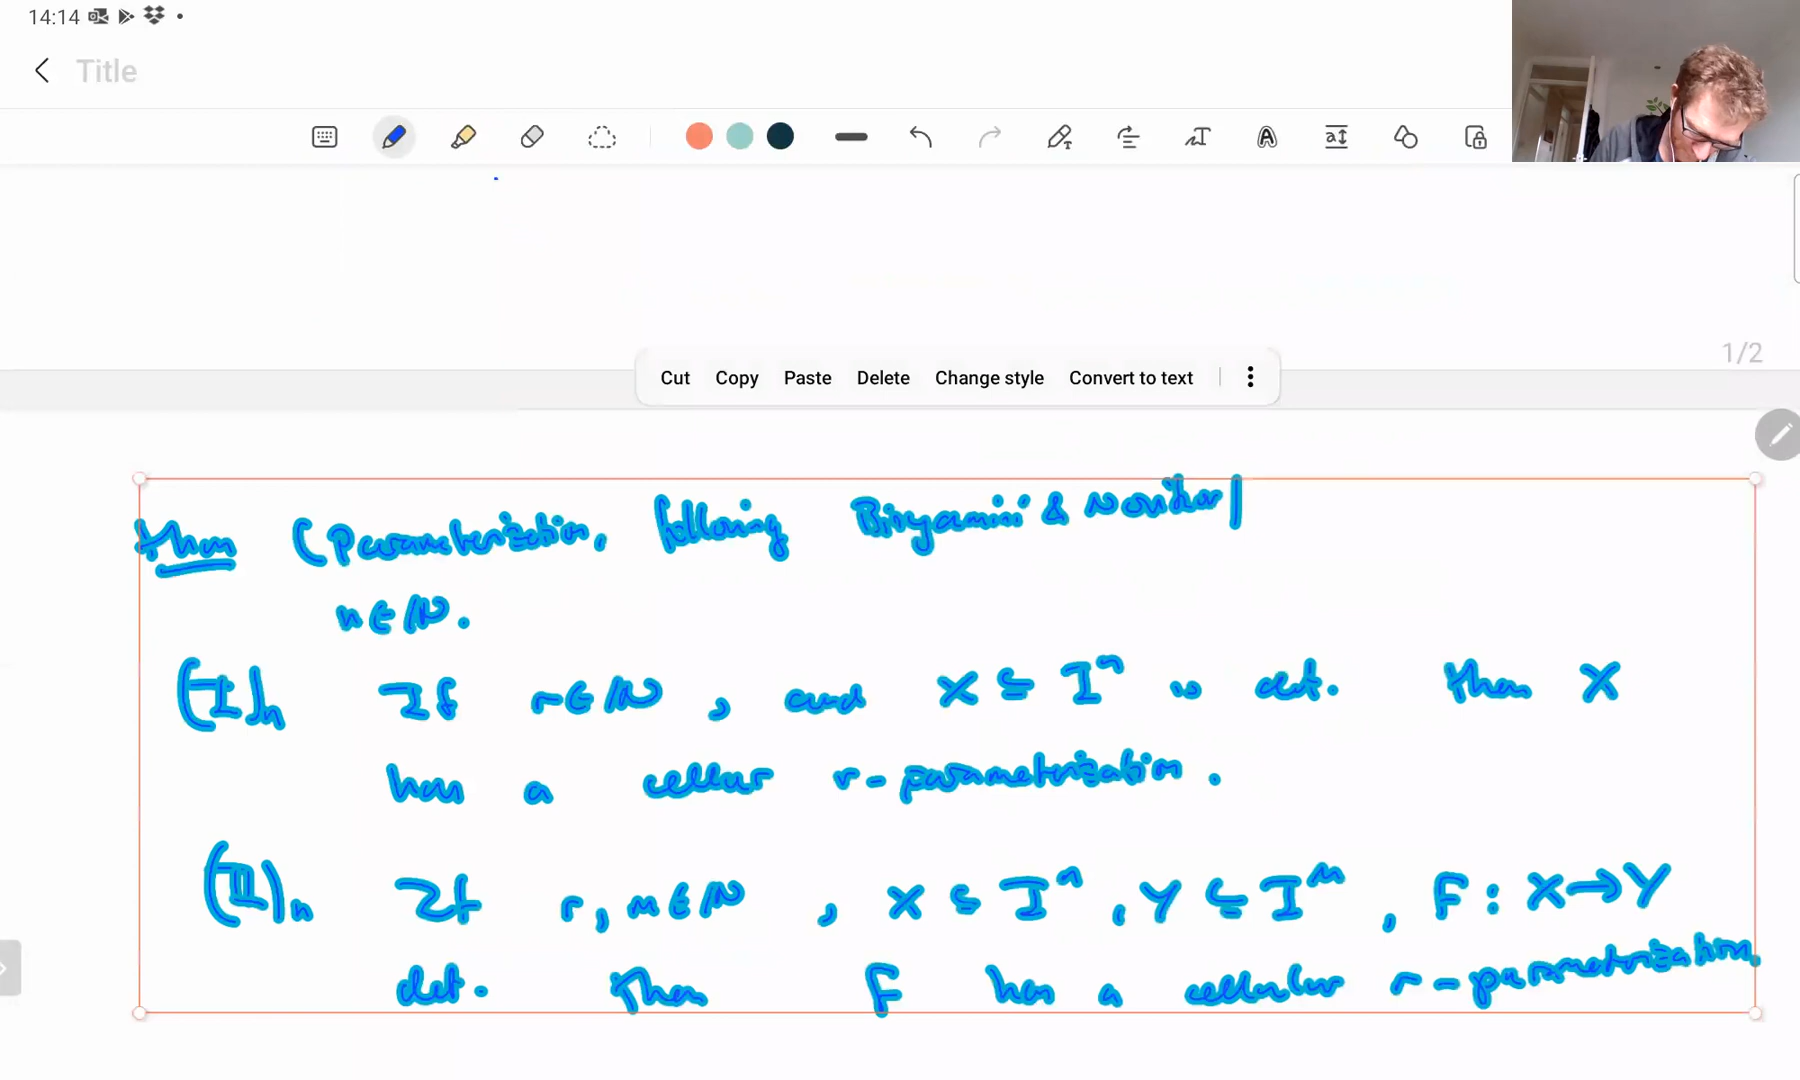 14:14
Title
1/2
Cut Copy Paste Delete Change style Convert to text
Thm (Parameterization, following Binyamini & Novikov)
n ∈ ℕ.
(I)n If r ∈ ℕ, and X ⊆ Iⁿ is def. then X
has a cellular r-parametrization.
(II)n If r, m ∈ ℕ, X ⊆ Iⁿ, Y ⊆ Iᵐ, F : X → Y
def. Then F has a cellular r-parametrization